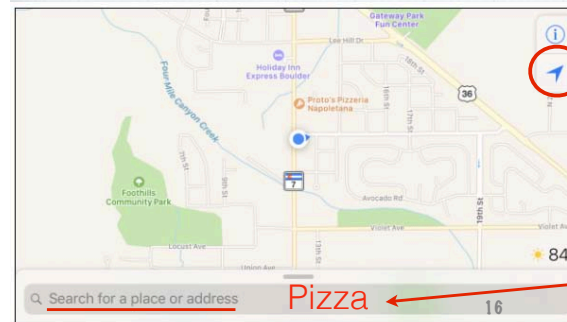 Gateway Park
Fun Center
Lee Hill Dr
Holiday Inn
Express Boulder
18th St
36
Four Mile Canyon Creek
Proto's Pizzeria
Napoletana
16th St
17th St
7th St
9th St
7
Foothills
Community Park
Avocado Rd
19th St
Violet Ave
Violet Av
Locust Ave
13th St
84
Union Ave
Search for a place or address
Pizza
16